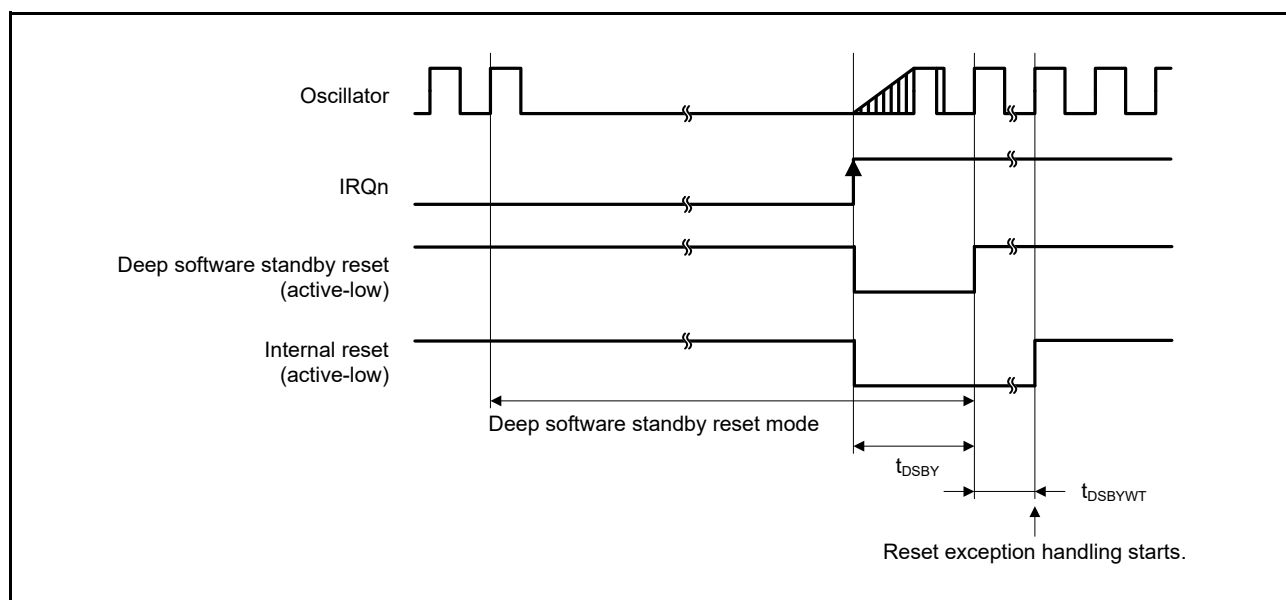 Oscillator
IRQn
Deep software standby reset
(active-low)
Internal reset
(active-low)
Deep software standby reset mode
tDSBY
tDSBYWT
Reset exception handling starts.